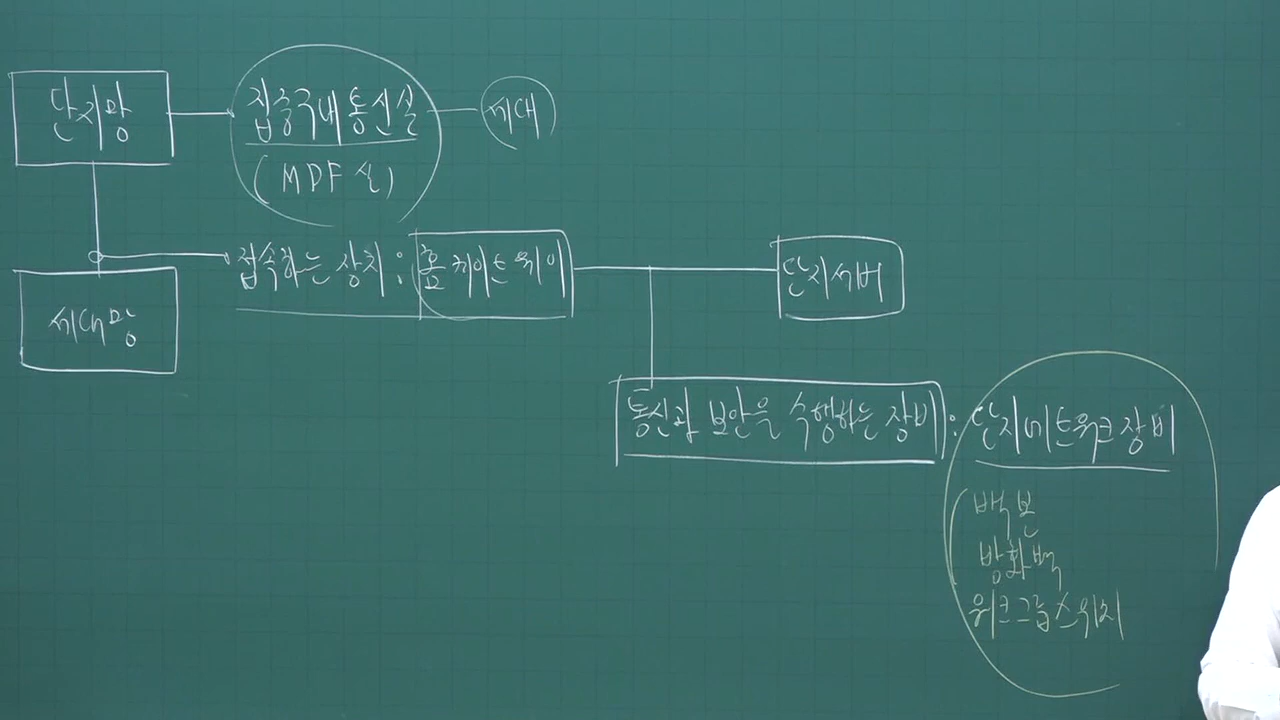 단지망
집중구내통신실
세대
(MDF실)
접속하는 장치 : 홈게이트웨이
단지서버
세대망
통신과 보안을 수행하는 장비 : 단지네트워크장비
백본
방화벽
워크그룹스위치